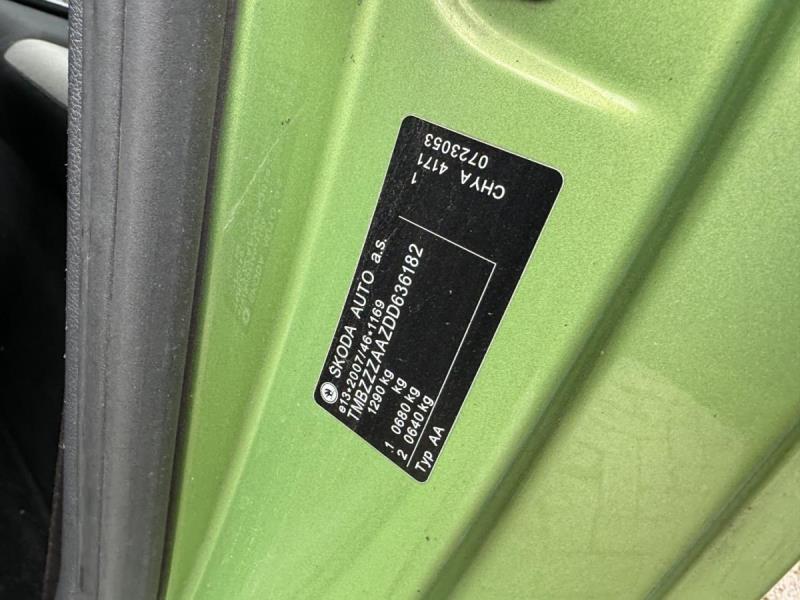 SKODA AUTO a.s.
e13*2007/46*1169
TMBZZZAAZDD636182
1290 kg
kg
1 0680 kg
2 0640 kg
Typ AA
CHYA 4171
0723053
1